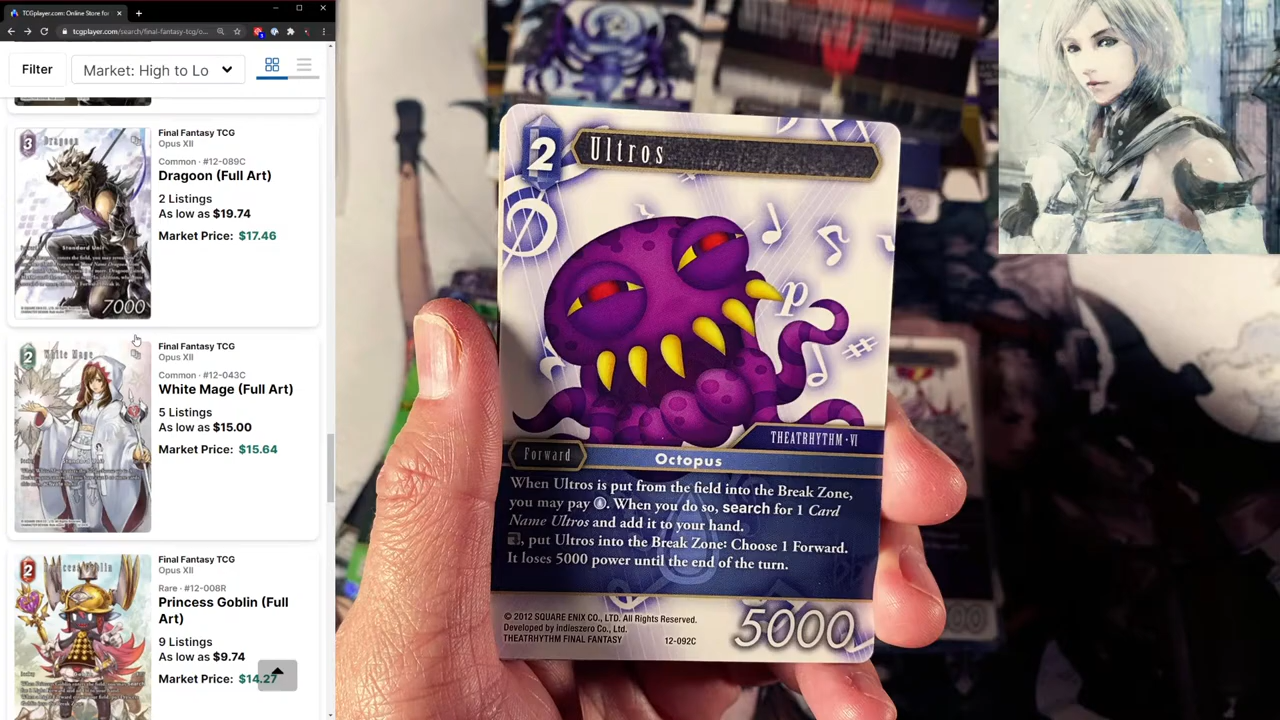 TCGplayer.com: Online Store for
tcgplayer.com/search/final-fantasy-tcg/o...
Filter
Market: High to Lo
3
Dragoon
Standard Unit
7000
Final Fantasy TCG
Opus XII
Common · #12-089C
Dragoon (Full Art)
2 Listings
As low as $19.74
Market Price: $17.46
2
White Mage
Standard Unit
Final Fantasy TCG
Opus XII
Common · #12-043C
White Mage (Full Art)
5 Listings
As low as $15.00
Market Price: $15.64
2
Final Fantasy TCG
Opus XII
Rare · #12-008R
Princess Goblin (Full
Art)
9 Listings
As low as $9.74
Market Price: $14.27
2
Ultros
p
THEATRHYTHM·VI
Forward
Octopus
When Ultros is put from the field into the Break Zone,
you may pay. When you do so, search for 1 Card
Name Ultros and add it to your hand.
, put Ultros into the Break Zone: Choose 1 Forward.
It loses 5000 power until the end of the turn.
© 2012 SQUARE ENIX CO., LTD. All Rights Reserved.
Developed by indieszero Co., Ltd.
THEATRHYTHM FINAL FANTASY
12-092C
5000